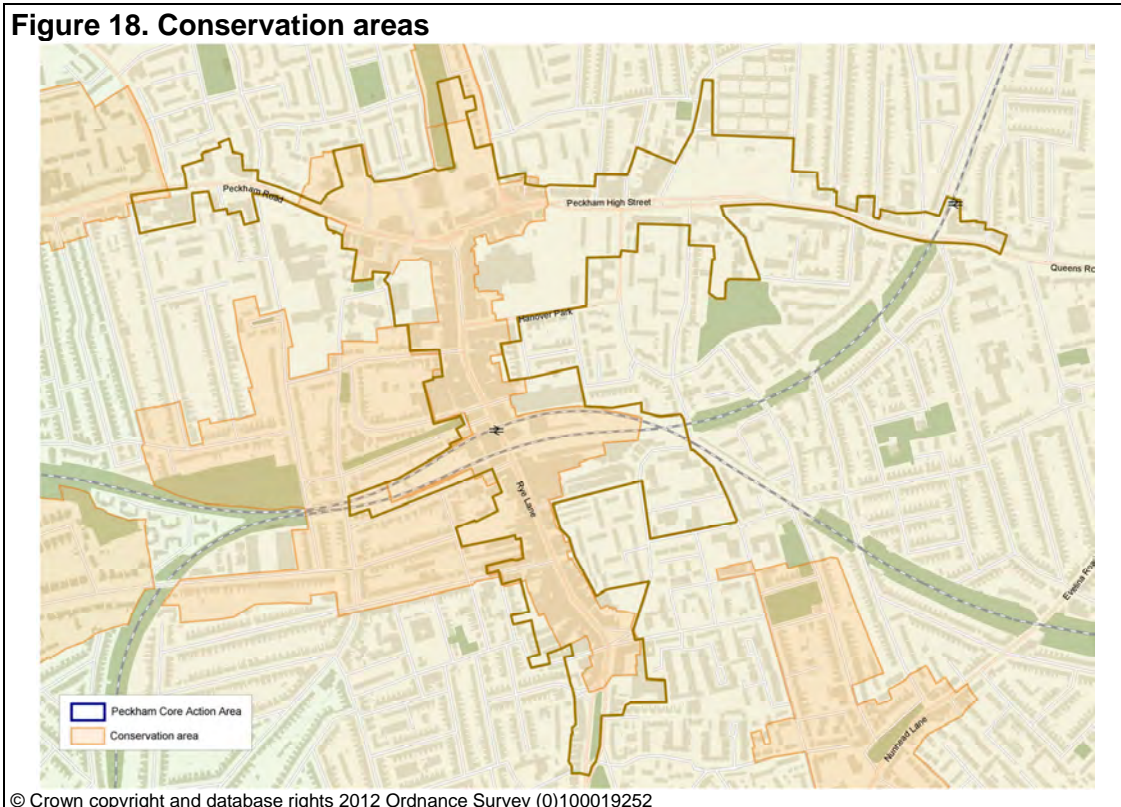 Figure 18. Conservation areas
Peckham Road
Peckham High Street
Queens Ro
Hanover Park
Rye Lane
Evelina Road
Nunhead Lane
Peckham Core Action Area
Conservation area
© Crown copyright and database rights 2012 Ordnance Survey (0)100019252